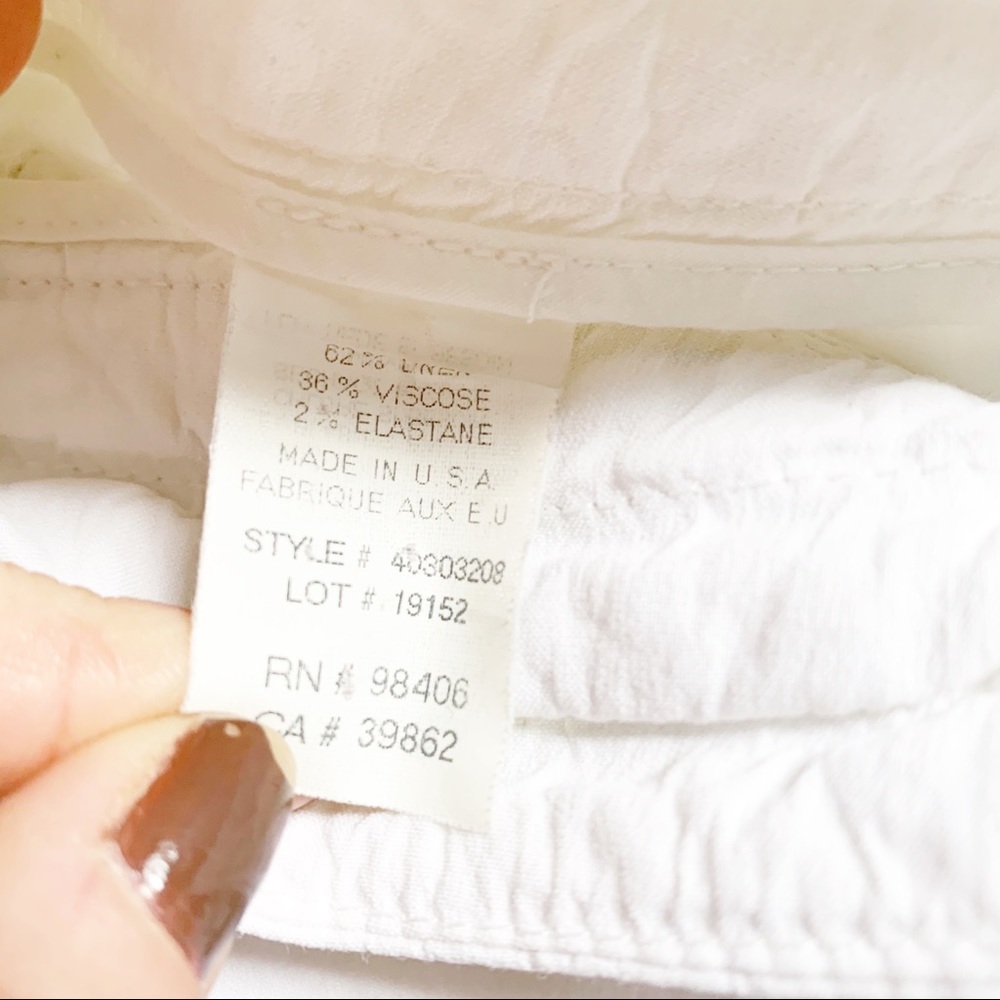 62% LINEN
36% VISCOSE
2% ELASTANE
MADE IN U.S.A.
FABRIQUE AUX E.U
STYLE # 40303208
LOT # 19152
RN # 98406
CA # 39862